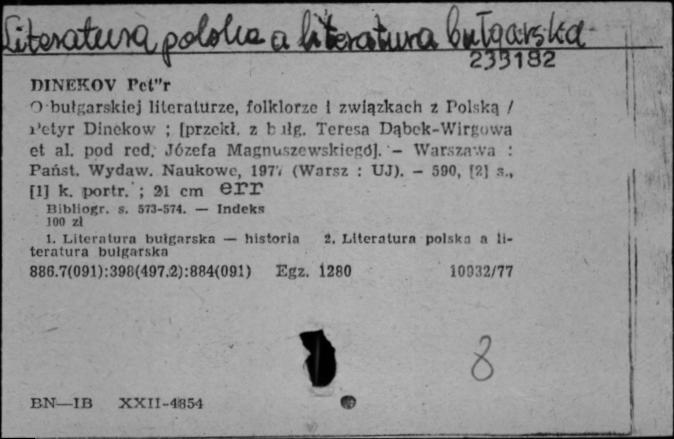 Literatura polska a literatura bułgarska
233182
DINEKOV Pet"r
O bułgarskiej literaturze, folklorze i związkach z Polską /
Petyr Dinekow ; [przekł. z bułg. Teresa Dąbek-Wirgowa
et al. pod red. Józefa Magnuszewskiego]. — Warszawa :
Państ. Wydaw. Naukowe, 1977 (Warsz : UJ). — 590, [2] s.,
[1] k. portr. ; 21 cm err
Bibliogr. s. 573-574. — Indeks
100 zł
1. Literatura bułgarska — historia 2. Literatura polska a li-
teratura bułgarska
886.7(091):398(497.2):884(091) Egz. 1280 10932/77
8
BN—IB XXII-4854